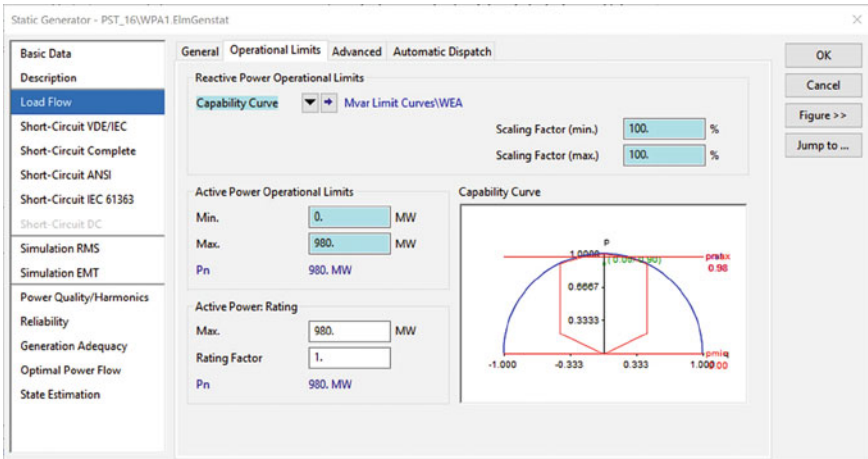 Static Generator - PST_16\WPA1.ElmGenstat
Basic Data
Description
Load Flow
Short-Circuit VDE/IEC
Short-Circuit Complete
Short-Circuit ANSI
Short-Circuit IEC 61363
Short-Circuit DC
Simulation RMS
Simulation EMT
Power Quality/Harmonics
Reliability
Generation Adequacy
Optimal Power Flow
State Estimation
General Operational Limits Advanced Automatic Dispatch
Reactive Power Operational Limits
Capability Curve Mvar Limit Curves\WEA
Scaling Factor (min.) 100. %
Scaling Factor (max.) 100. %
Active Power Operational Limits
Min. 0. MW
Max. 980. MW
Pn 980. MW
Active Power: Rating
Max. 980. MW
Rating Factor 1.
Pn 980. MW
Capability Curve
p
1.0000
pmax
0.98
0.6667
0.3333
-1.000 -0.333 0.333 1.000
OK
Cancel
Figure >>
Jump to ...